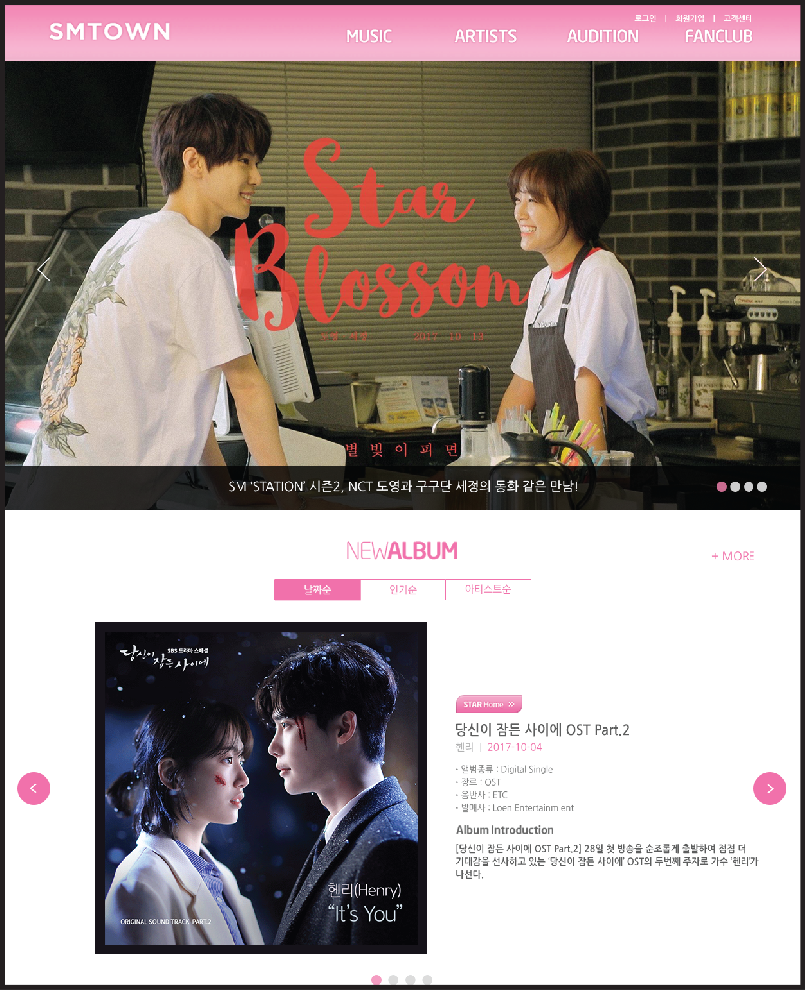 로그인 | 회원가입 | 고객센터
SMTOWN MUSIC ARTISTS AUDITION FANCLUB
Star
Blossom
2017 10 13
별 빛 이 피 면
SM 'STATION' 시즌2, NCT 도영과 구구단 세정의 동화 같은 만남!
NEWALBUM
+ MORE
날짜순 인기순 아티스트순
당신이 잠든 사이에
SBS 드라마 스페셜
헨리(Henry)
“It's You”
ORIGINAL SOUND TRACK PART.2
STAR Home >>
당신이 잠든 사이에 OST Part.2
헨리 | 2017-10-04
· 앨범종류 : Digital Single
· 장르 : OST
· 음반사 : ETC
· 발매사 : Loen Entertainment
Album Introduction
[당신이 잠든 사이에 OST Part.2] 28일 첫 방송을 순조롭게 출발하여 점점 더
기대감을 선사하고 있는 '당신이 잠든 사이에' OST의 두번째 주자로 가수 '헨리'가
나선다.